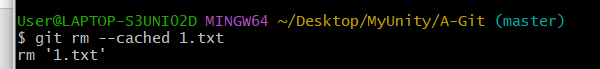 User@LAPTOP-S3UNIO2D MINGW64 ~/Desktop/MyUnity/A-Git (master)
$ git rm --cached 1.txt
rm '1.txt'